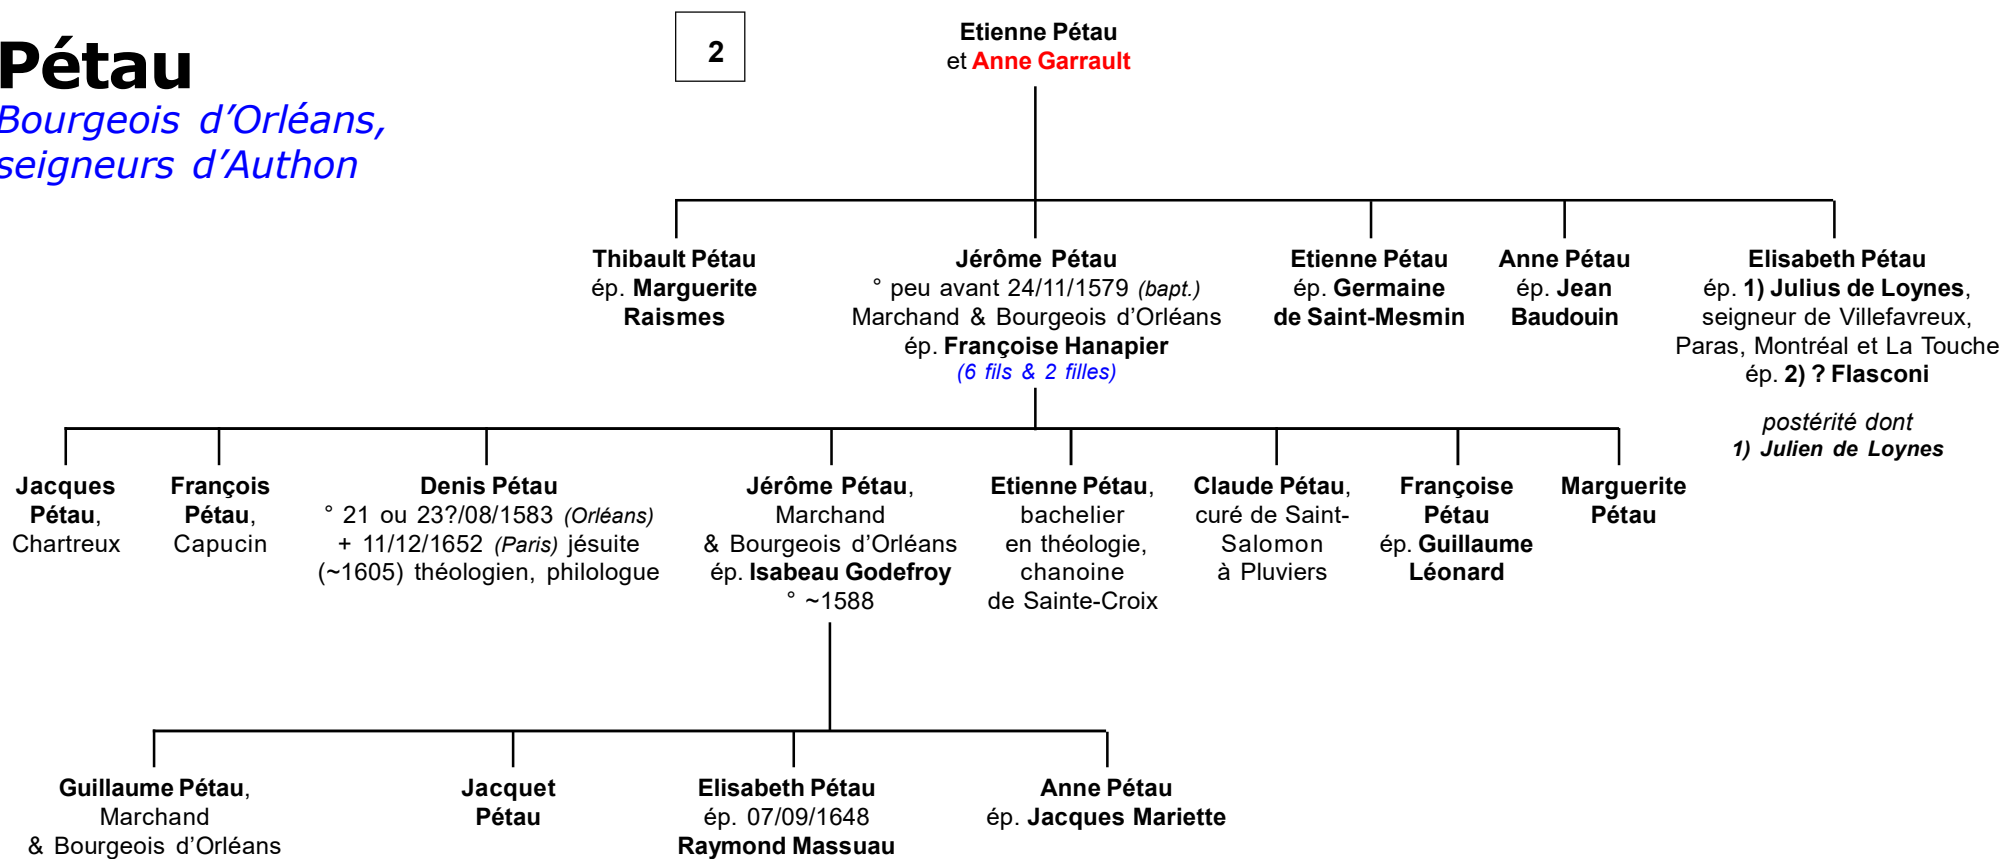 Pétau
Bourgeois d'Orléans,
seigneurs d'Authon
2
Etienne Pétau
et Anne Garrault
Thibault Pétau
ép. Marguerite
Raismes
Jérôme Pétau
° peu avant 24/11/1579 (bapt.)
Marchand & Bourgeois d'Orléans
ép. Françoise Hanapier
(6 fils & 2 filles)
Etienne Pétau
ép. Germaine
de Saint-Mesmin
Anne Pétau
ép. Jean
Baudouin
Elisabeth Pétau
ép. 1) Julius de Loynes,
seigneur de Villefavreux,
Paras, Montréal et La Touche
ép. 2) ? Flasconi
postérité dont
1) Julien de Loynes
Jacques
Pétau,
Chartreux
François
Pétau,
Capucin
Denis Pétau
° 21 ou 23?/08/1583 (Orléans)
+ 11/12/1652 (Paris) jésuite
(~1605) théologien, philologue
Jérôme Pétau,
Marchand
& Bourgeois d'Orléans
ép. Isabeau Godefroy
° ~1588
Etienne Pétau,
bachelier
en théologie,
chanoine
de Sainte-Croix
Claude Pétau,
curé de Saint-
Salomon
à Pluviers
Françoise
Pétau
ép. Guillaume
Léonard
Marguerite
Pétau
Guillaume Pétau,
Marchand
& Bourgeois d'Orléans
Jacquet
Pétau
Elisabeth Pétau
ép. 07/09/1648
Raymond Massuau
Anne Pétau
ép. Jacques Mariette